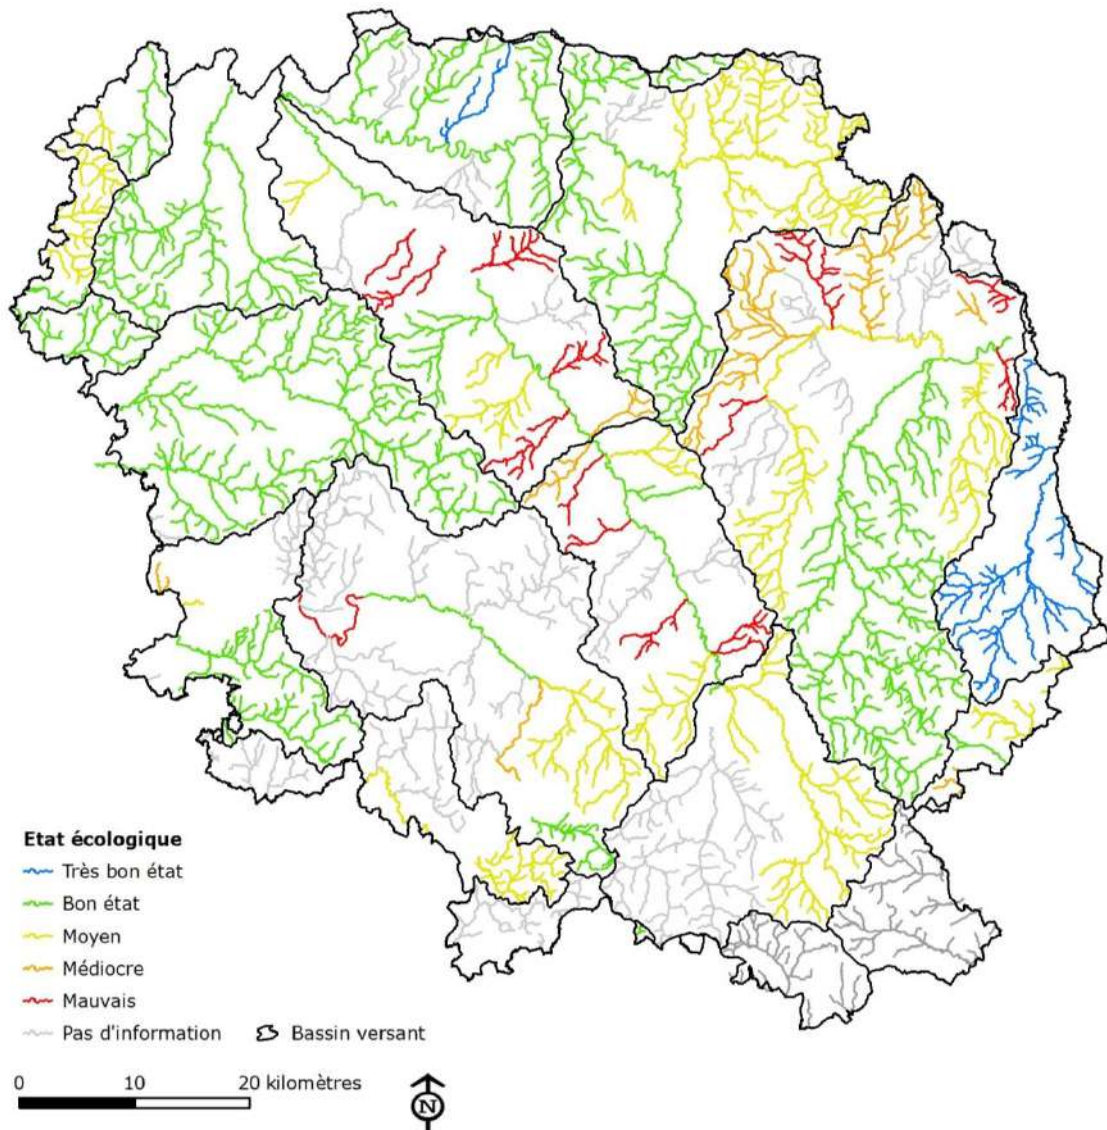 Etat écologique
Très bon état
Bon état
Moyen
Médiocre
Mauvais
Pas d'information Bassin versant
0 10 20 kilomètres
N